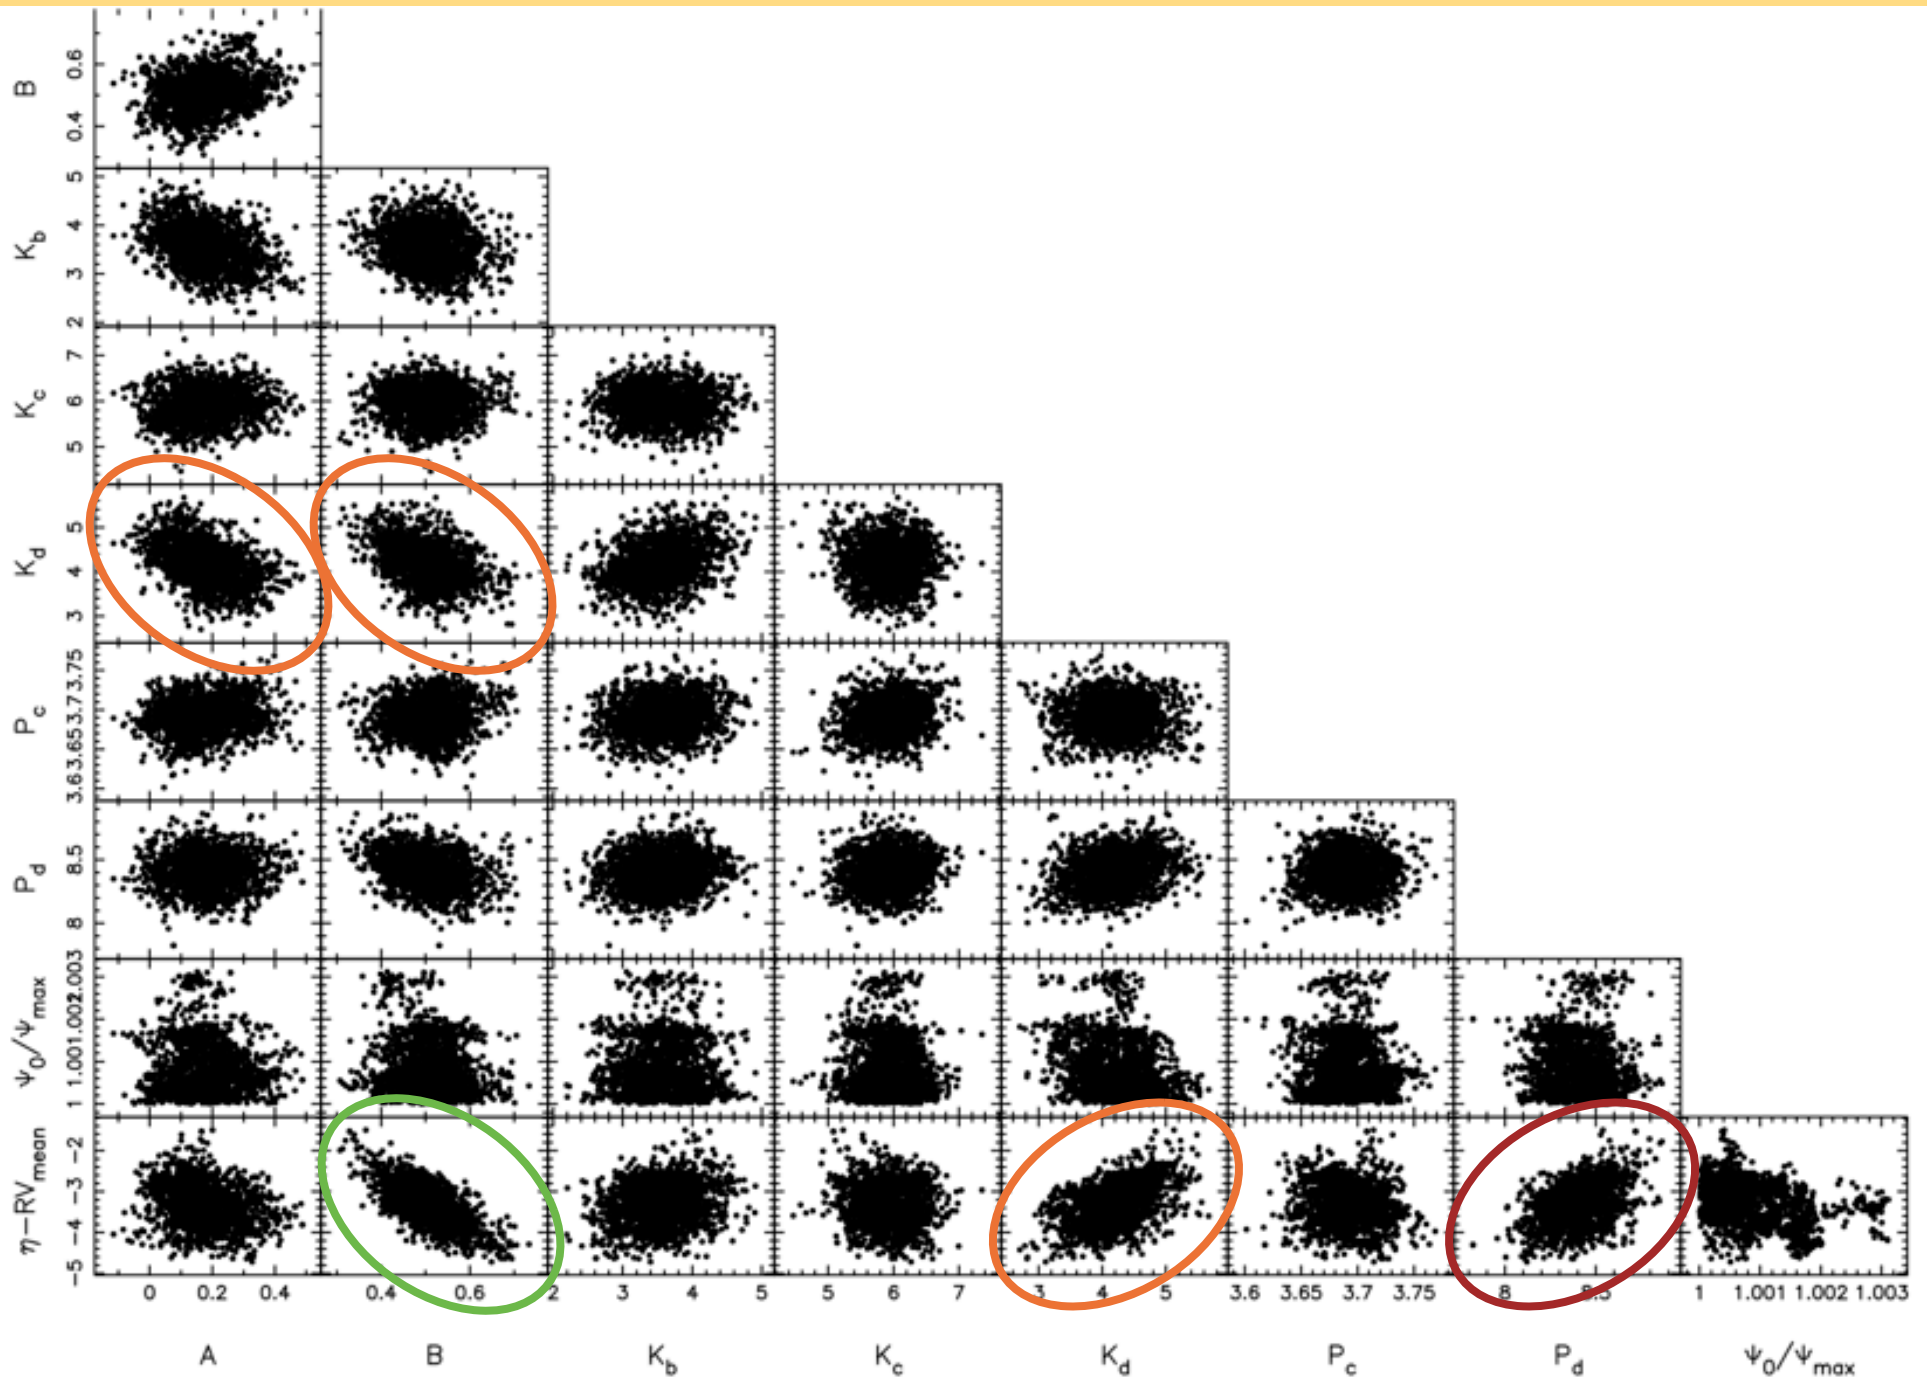 B
0.4 0.6
K_b
2 3 4 5
K_c
5 6 7
K_d
3 4 5
P_c
3.6 3.65 3.7 3.75
P_d
8 8.5
Ψ_0/Ψ_max
1 1.001 1.002 1.003
η−RV_mean
−5 −4 −3 −2
0 0.2 0.4 0.4 0.6 2 3 4 5 5 6 7 3 4 5 3.6 3.65 3.7 3.75 8 8.5 1 1.001 1.002 1.003
A B K_b K_c K_d P_c P_d Ψ_0/Ψ_max